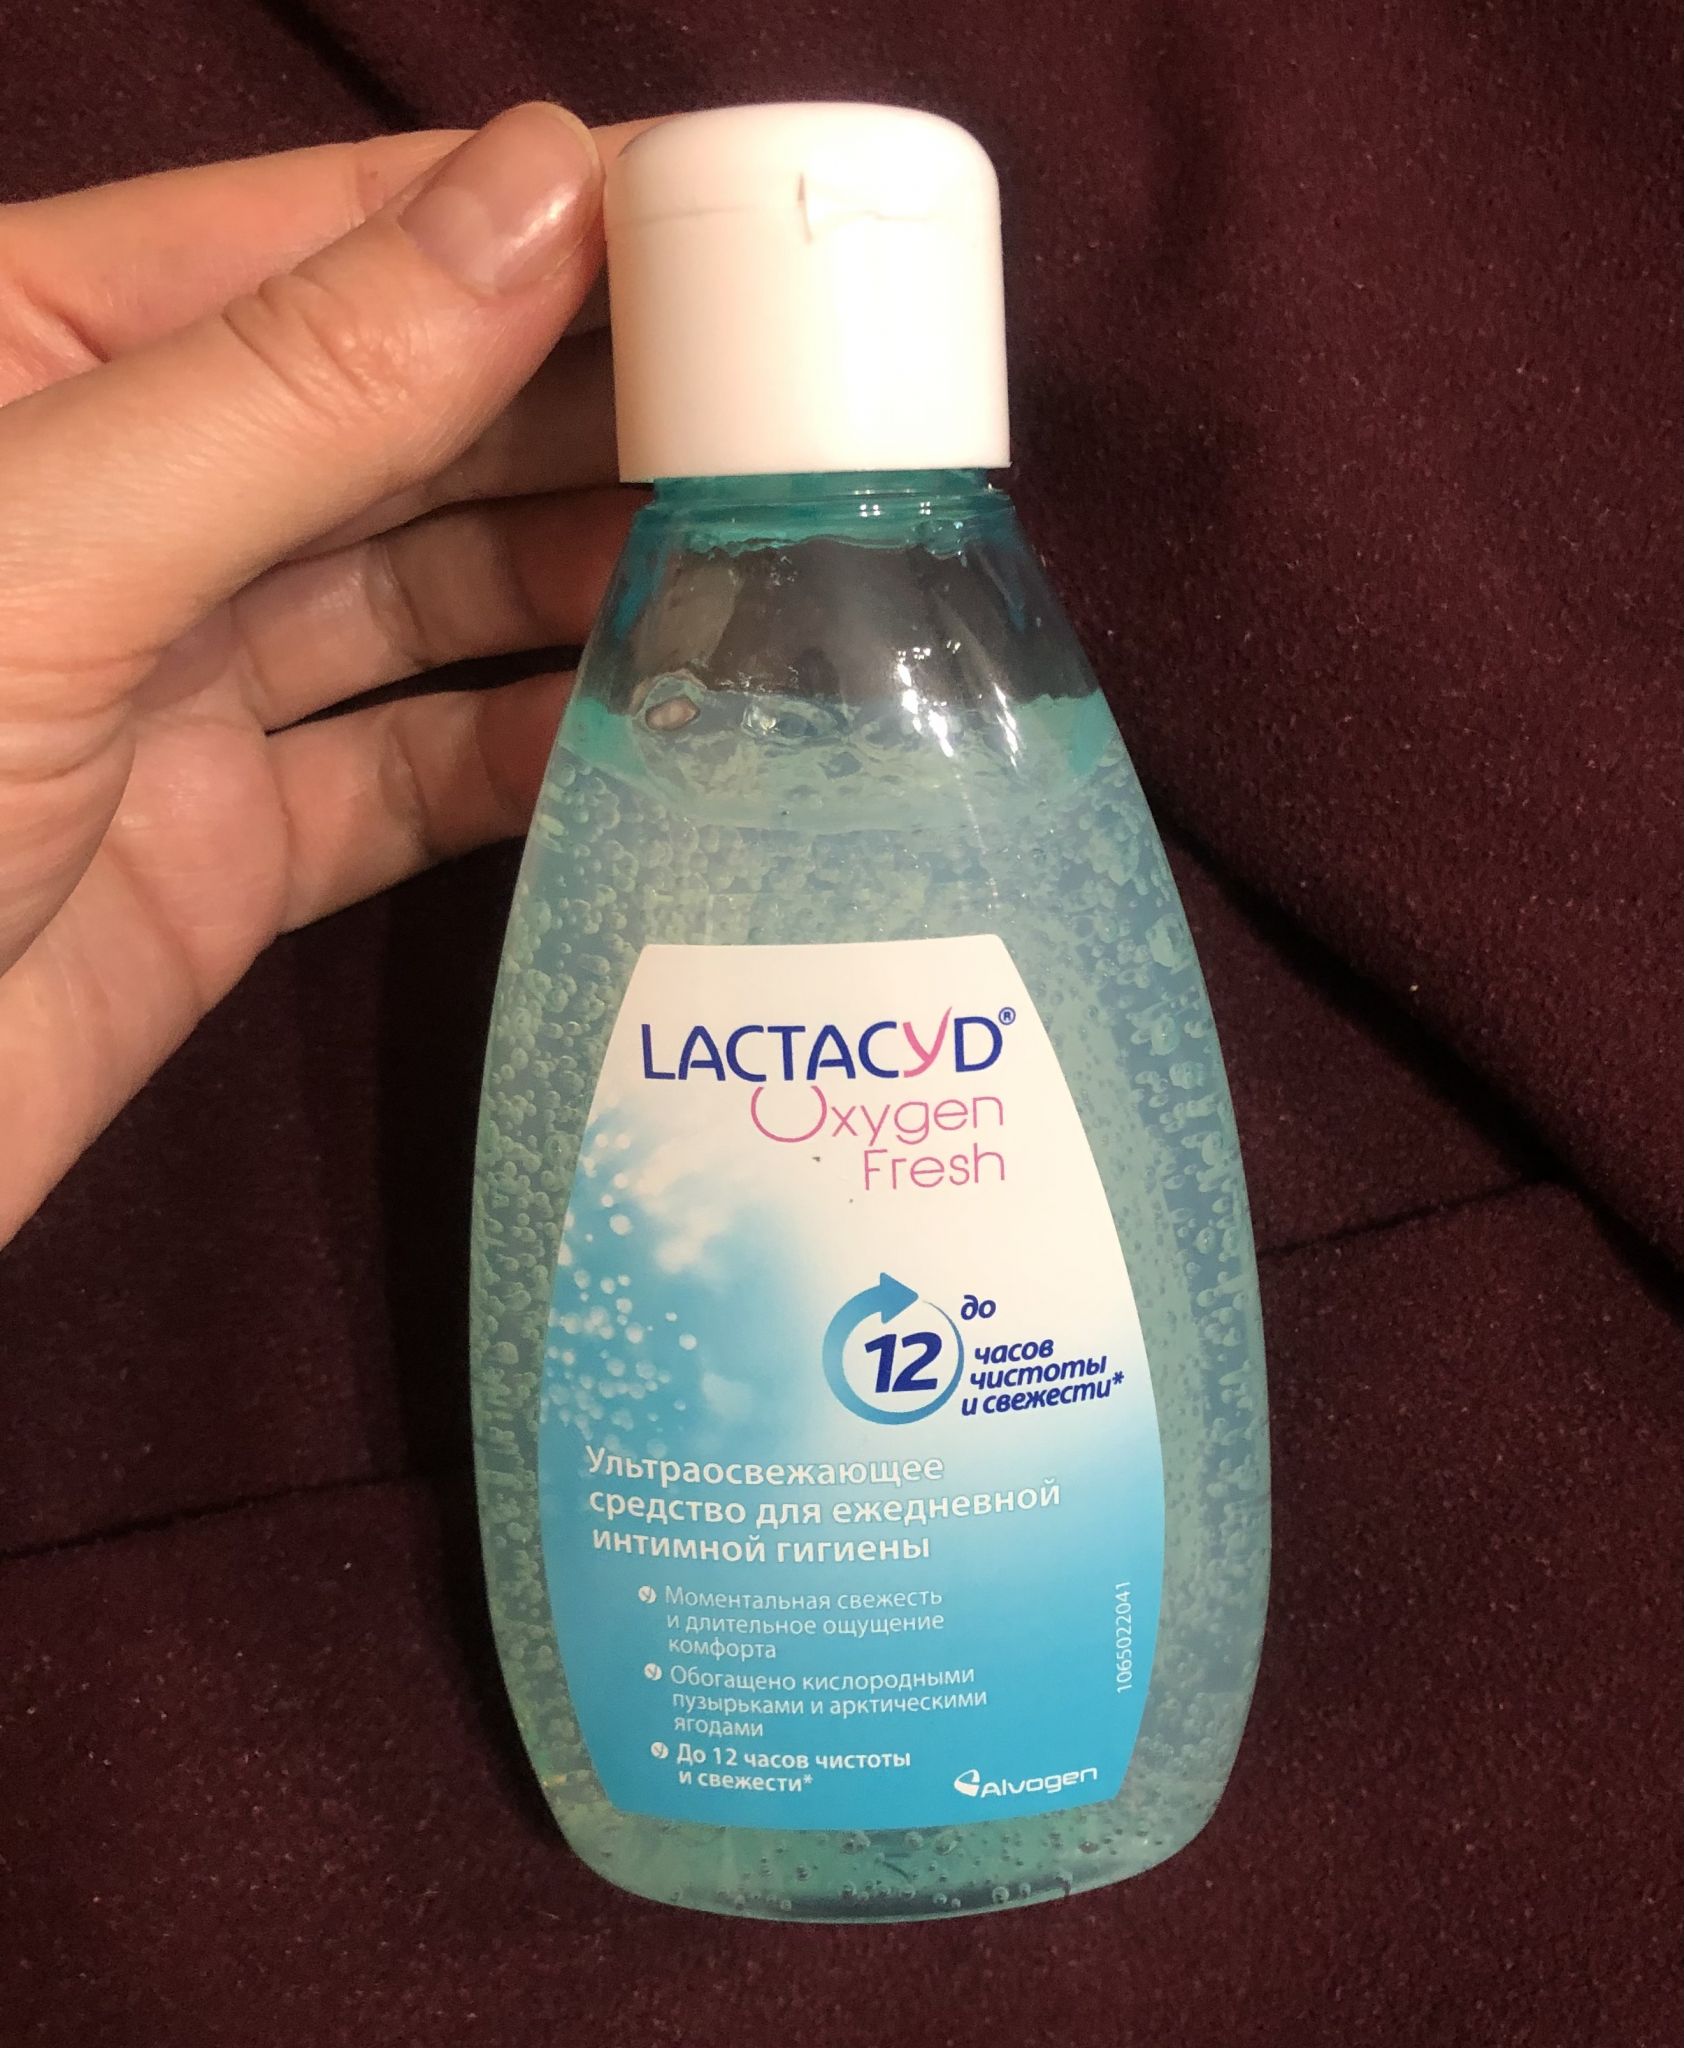 LACTACYD®
Oxygen
Fresh
до
12 часов
чистоты
и свежести*
Ультраосвежающее
средство для ежедневной
интимной гигиены
Моментальная свежесть
и длительное ощущение
комфорта
Обогащено кислородными
пузырьками и арктическими
ягодами
До 12 часов чистоты
и свежести*
Alvogen
1065022041